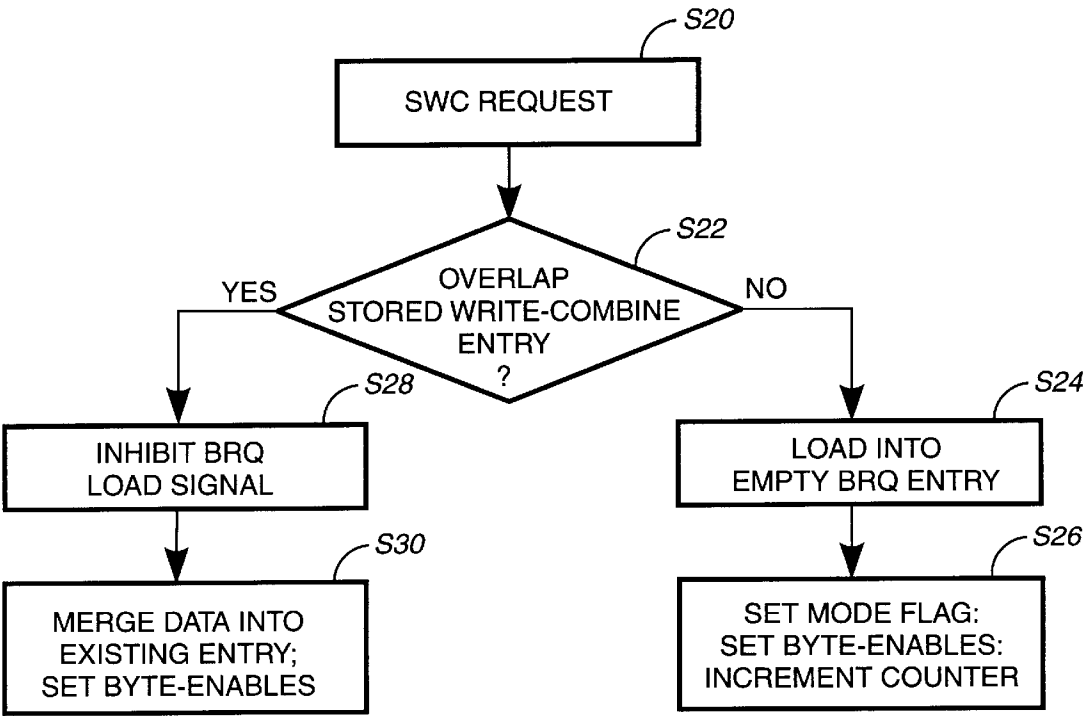 S20
SWC REQUEST
S22
OVERLAP
STORED WRITE-COMBINE
ENTRY
?
YES
NO
S28
INHIBIT BRQ
LOAD SIGNAL
S24
LOAD INTO
EMPTY BRQ ENTRY
S30
MERGE DATA INTO
EXISTING ENTRY;
SET BYTE-ENABLES
S26
SET MODE FLAG:
SET BYTE-ENABLES:
INCREMENT COUNTER